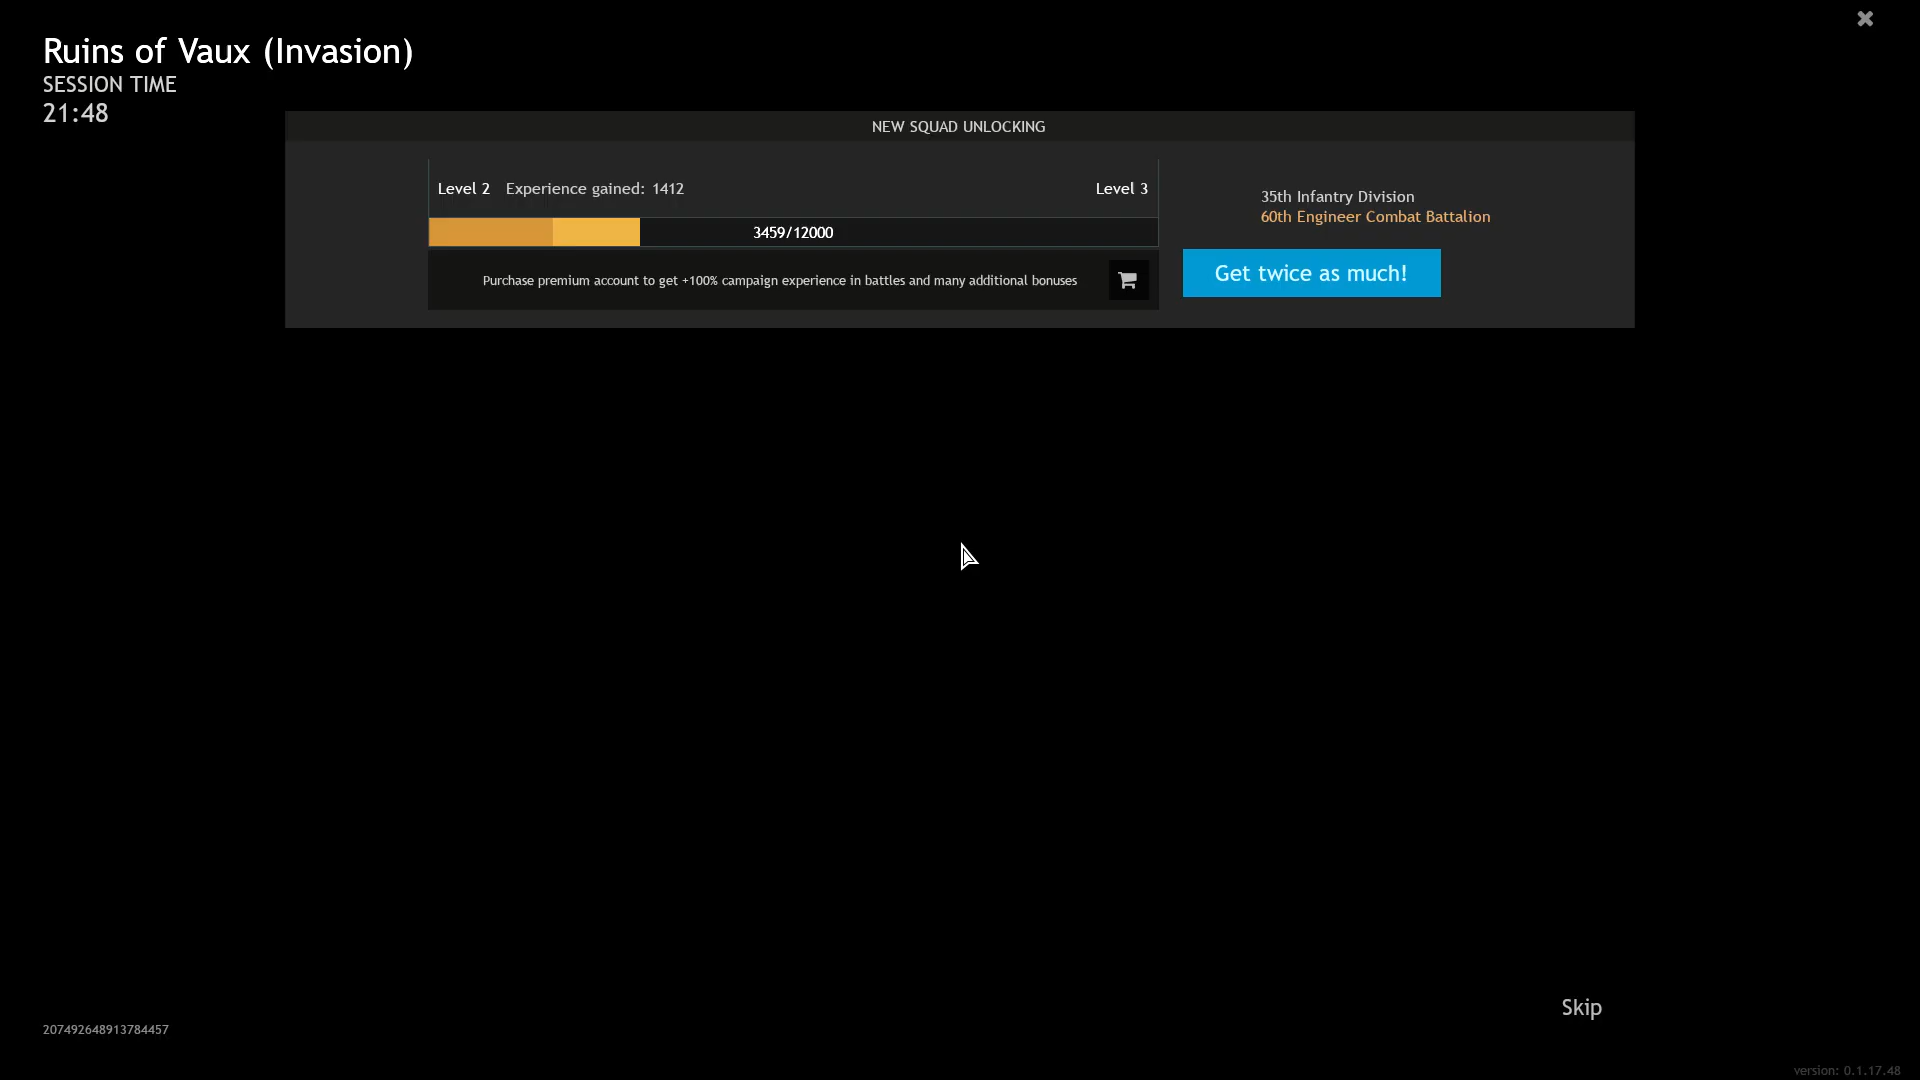 Ruins of Vaux (Invasion)
SESSION TIME
21:48
NEW SQUAD UNLOCKING
Level 2 Experience gained: 1412 Level 3
3459/12000
Purchase premium account to get +100% campaign experience in battles and many additional bonuses
35th Infantry Division
60th Engineer Combat Battalion
Get twice as much!
Skip
207492648913784457
version: 0.1.17.48